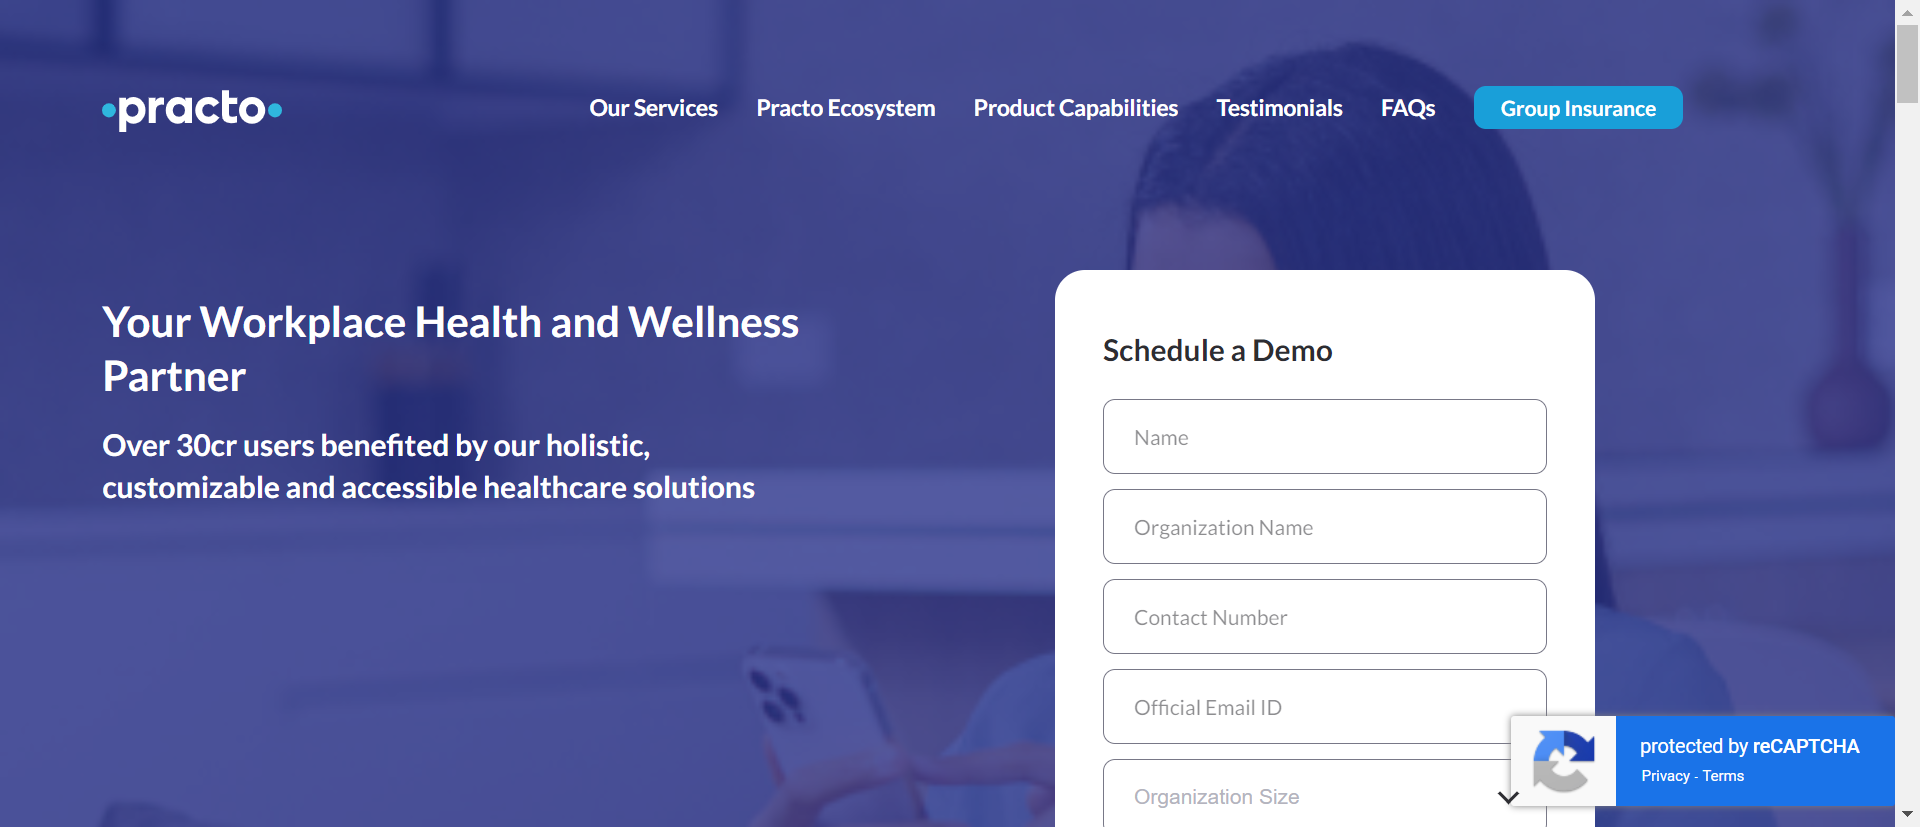 practo
Our Services
Practo Ecosystem
Product Capabilities
Testimonials
FAQs
Group Insurance
Your Workplace Health and Wellness
Partner
Over 30cr users benefited by our holistic,
customizable and accessible healthcare solutions
Schedule a Demo
Name
Organization Name
Contact Number
Official Email ID
Organization Size
protected by reCAPTCHA
Privacy - Terms